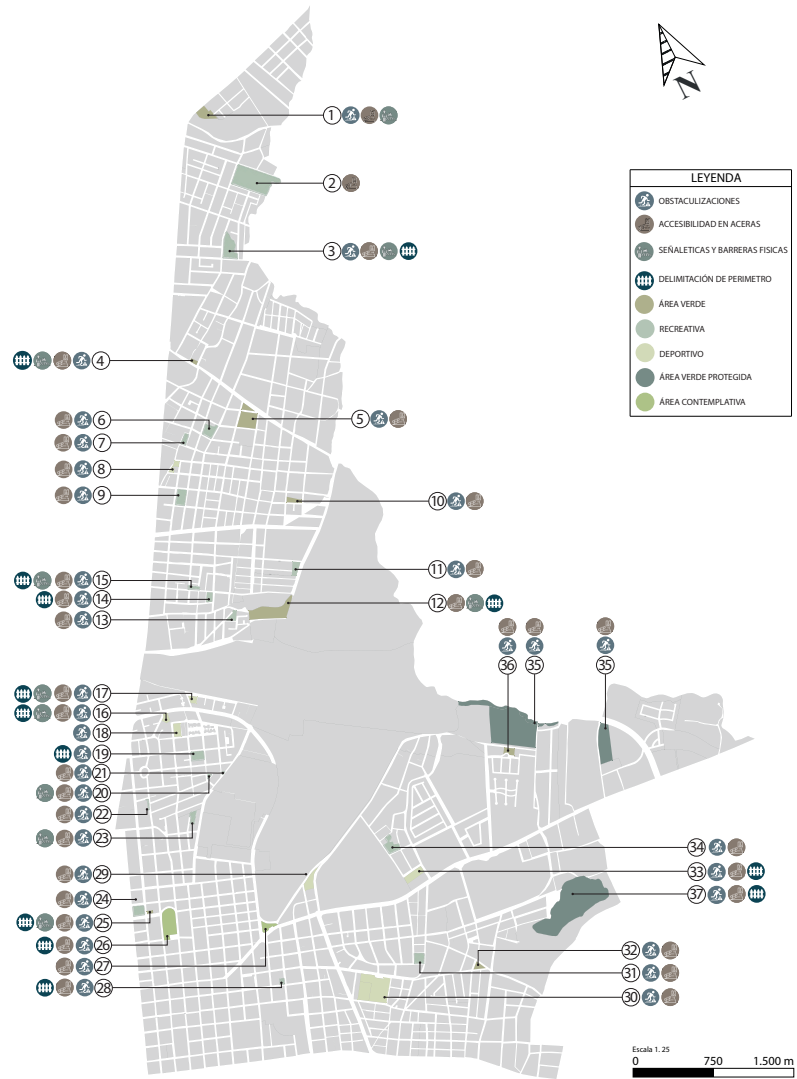 N
LEYENDA
OBSTACULIZACIONES
ACCESIBILIDAD EN ACERAS
SEÑALETICAS Y BARRERAS FISICAS
DELIMITACIÓN DE PERIMETRO
ÁREA VERDE
RECREATIVA
DEPORTIVO
ÁREA VERDE PROTEGIDA
ÁREA CONTEMPLATIVA
1
2
3
4
5
6
7
8
9
10
11
12
15
14
13
36
35
35
17
16
18
19
21
20
22
23
29
24
25
26
27
28
34
33
37
32
31
30
Escala 1. 25
0 750 1.500 m